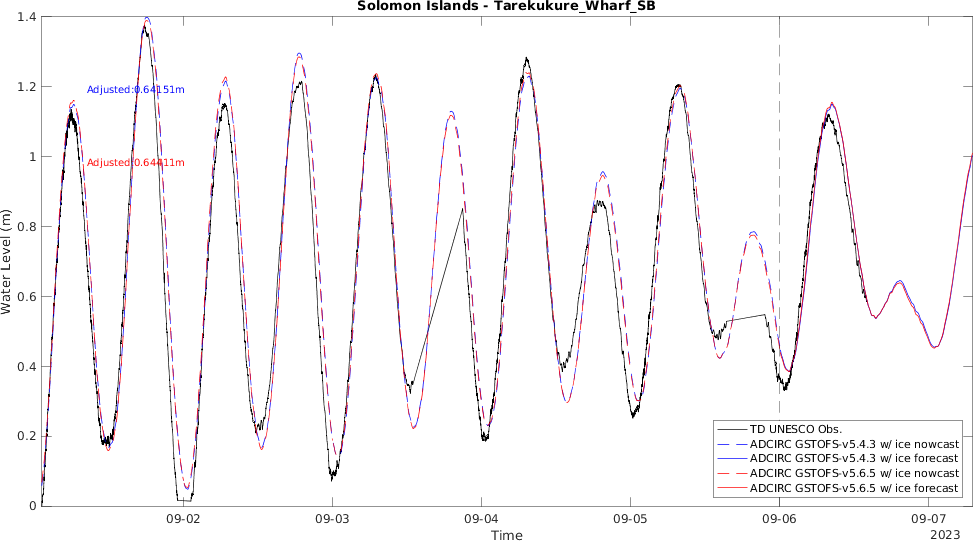 Solomon Islands - Tarekukure_Wharf_SB
Water Level (m)
1.4
1.2
1
0.8
0.6
0.4
0.2
0
Adjusted:0.64151m
Adjusted:0.64411m
TD UNESCO Obs.
ADCIRC GSTOFS-v5.4.3 w/ ice nowcast
ADCIRC GSTOFS-v5.4.3 w/ ice forecast
ADCIRC GSTOFS-v5.6.5 w/ ice nowcast
ADCIRC GSTOFS-v5.6.5 w/ ice forecast
09-02 09-03 09-04 09-05 09-06 09-07
Time
2023